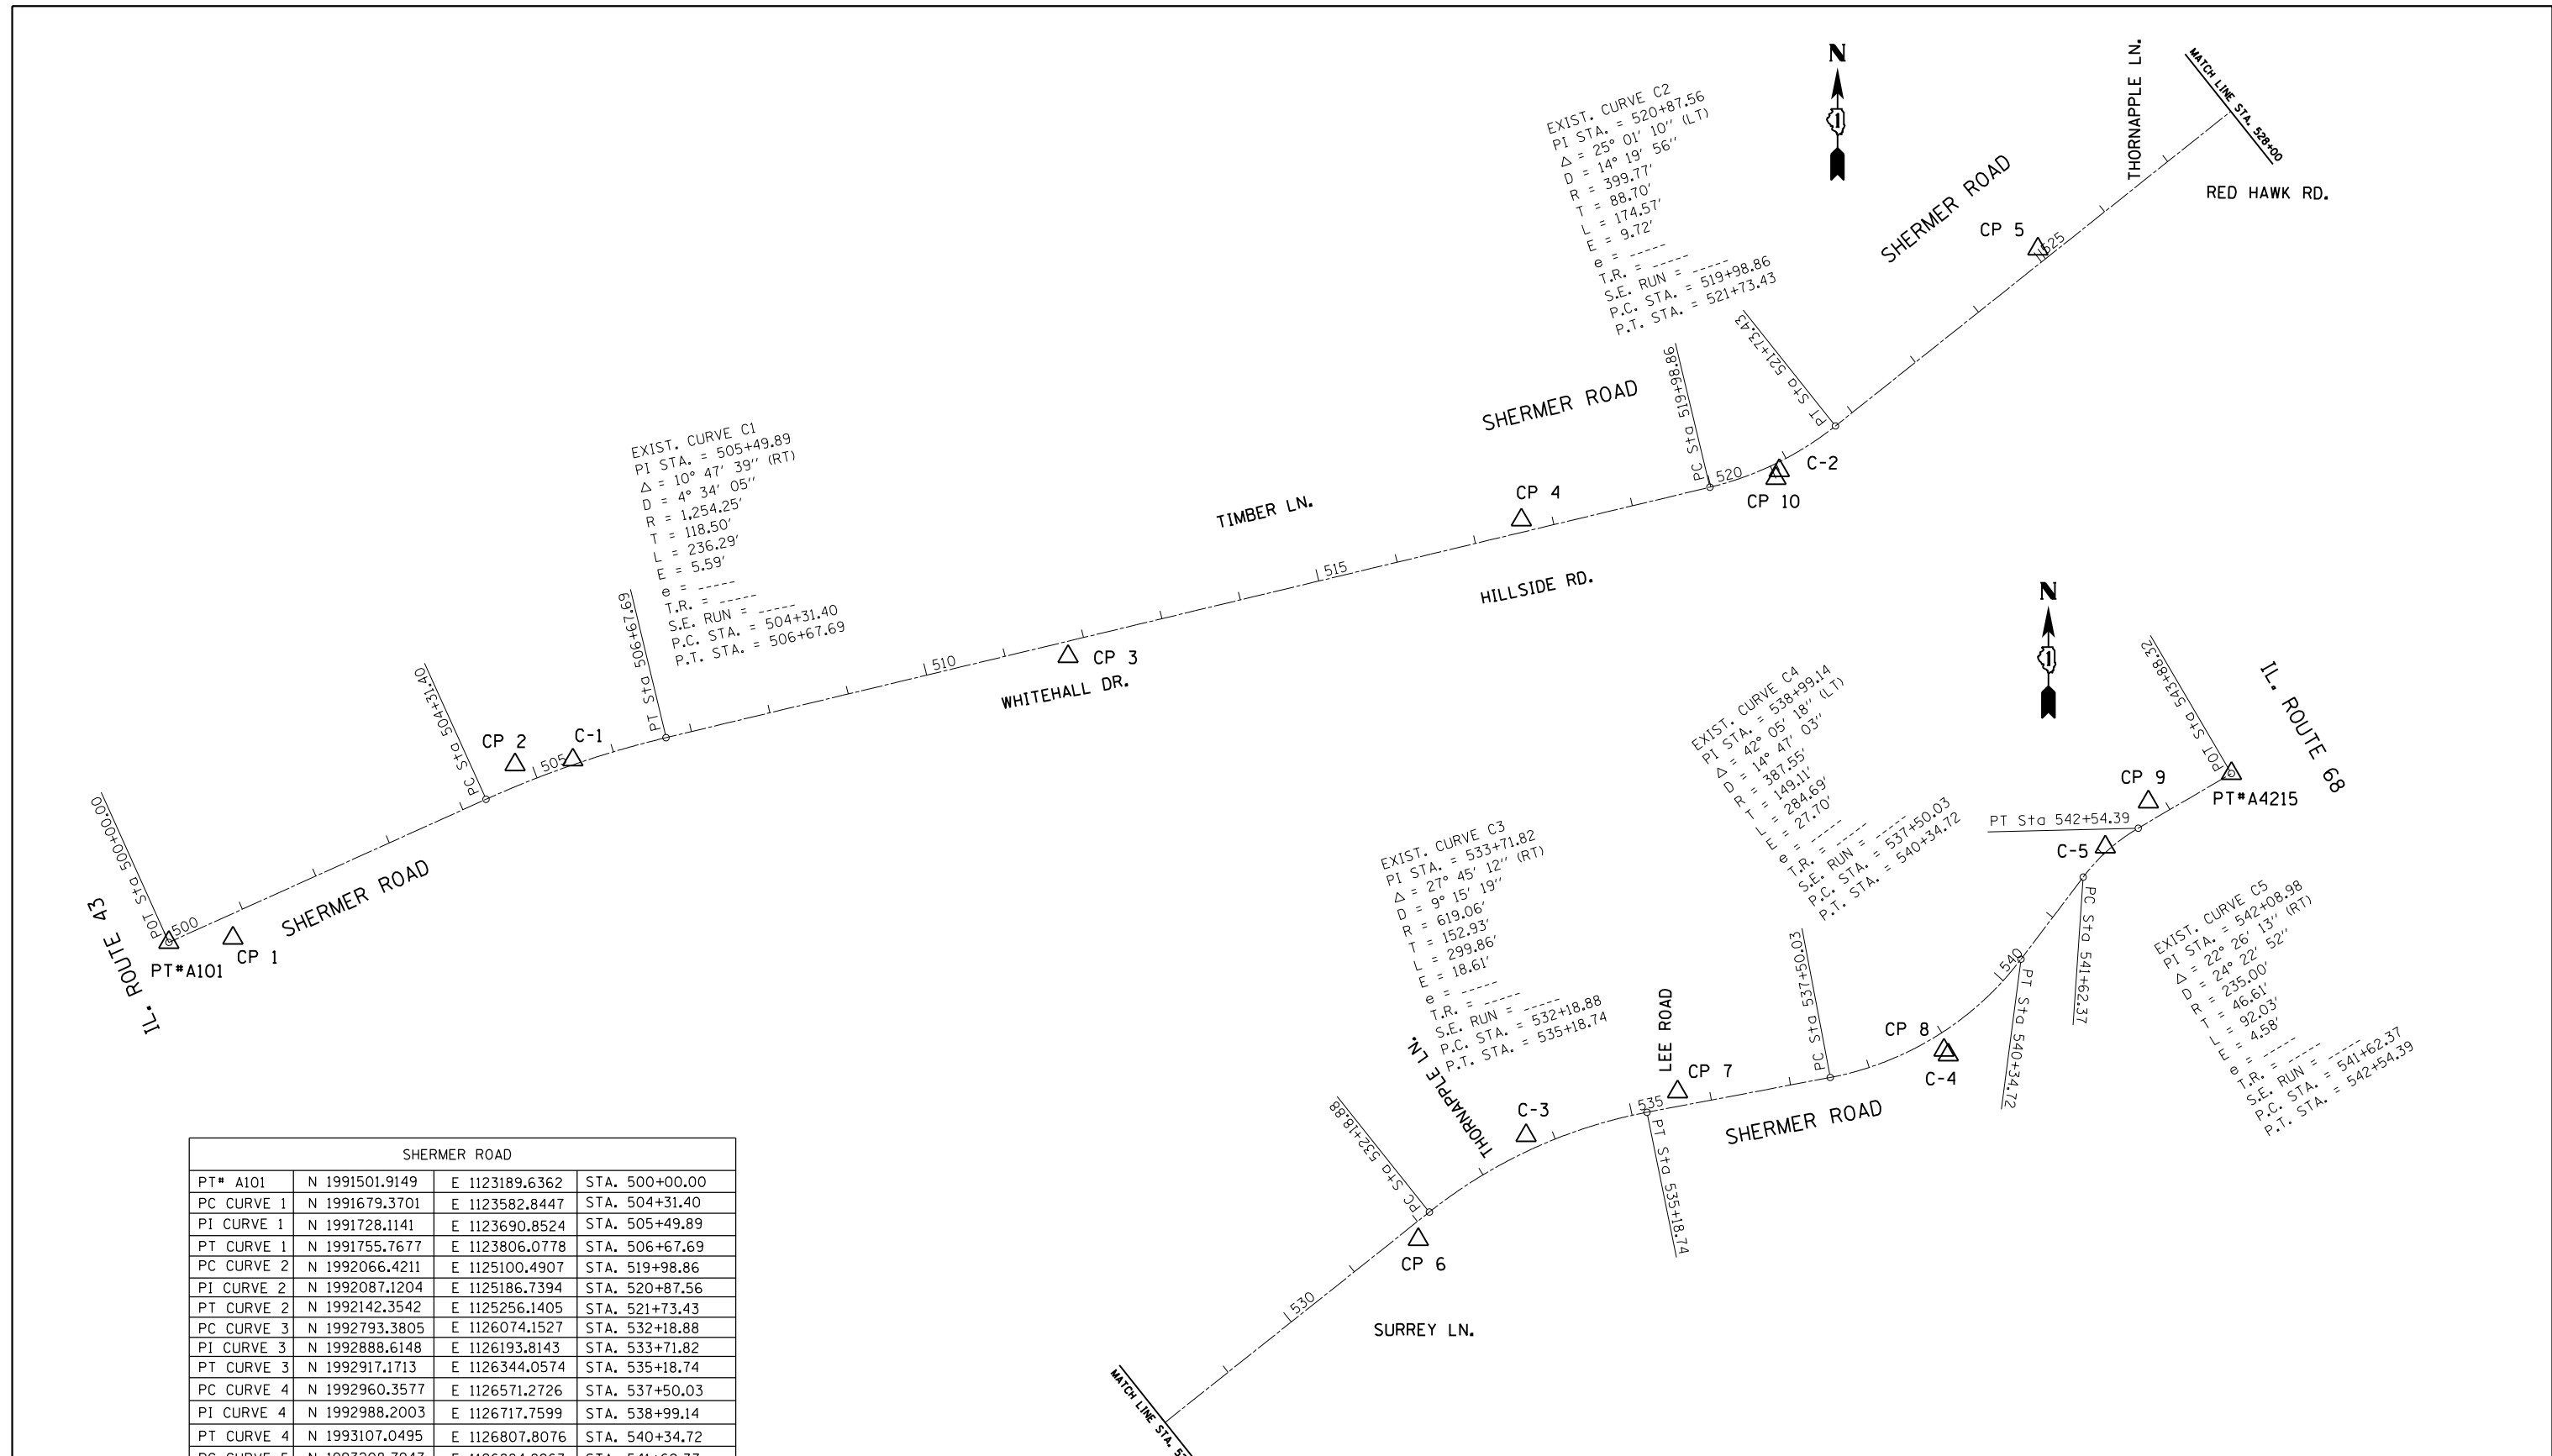 N
THORNAPPLE LN.
MATCH LINE STA. 528+00
RED HAWK RD.
SHERMER ROAD
CP 5
525
EXIST. CURVE C2
PI STA. = 520+87.56
Δ = 25° 01' 10'' (LT)
D = 14° 19' 56''
R = 399.77'
T = 88.70'
L = 174.57'
E = 9.72'
e = -----
T.R. = -----
S.E. RUN = -----
P.C. STA. = 519+98.86
P.T. STA. = 521+73.43
PC Sta 519+98.86
PT Sta 521+73.43
SHERMER ROAD
520
C-2
CP 10
CP 4
TIMBER LN.
515
HILLSIDE RD.
EXIST. CURVE C1
PI STA. = 505+49.89
Δ = 10° 47' 39'' (RT)
D = 4° 34' 05''
R = 1,254.25'
T = 118.50'
L = 236.29'
E = 5.59'
e = -----
T.R. = -----
S.E. RUN = -----
P.C. STA. = 504+31.40
P.T. STA. = 506+67.69
510
CP 3
WHITEHALL DR.
PT Sta 506+67.69
PC Sta 504+31.40
CP 2
C-1
505
POT Sta 500+00.00
500
SHERMER ROAD
IL. ROUTE 43
PT#A101
CP 1
N
IL. ROUTE 68
POT Sta 543+88.32
CP 9
PT#A4215
PT Sta 542+54.39
C-5
EXIST. CURVE C4
PI STA. = 538+99.14
Δ = 42° 05' 18'' (LT)
D = 14° 47' 03''
R = 387.55'
T = 149.11'
L = 284.69'
E = 27.70'
e = -----
T.R. = -----
S.E. RUN = -----
P.C. STA. = 537+50.03
P.T. STA. = 540+34.72
EXIST. CURVE C3
PI STA. = 533+71.82
Δ = 27° 45' 12'' (RT)
D = 9° 15' 19''
R = 619.06'
T = 152.93'
L = 299.86'
E = 18.61'
e = -----
T.R. = -----
S.E. RUN = -----
P.C. STA. = 532+18.88
P.T. STA. = 535+18.74
EXIST. CURVE C5
PI STA. = 542+08.98
Δ = 22° 26' 13'' (RT)
D = 24° 22' 52''
R = 235.00'
T = 46.61'
L = 92.03'
E = 4.58'
e = -----
T.R. = -----
S.E. RUN = -----
P.C. STA. = 541+62.37
P.T. STA. = 542+54.39
PC Sta 541+62.37
540
PT Sta 540+34.72
PC Sta 537+50.03
CP 8
C-4
LEE ROAD
CP 7
535
SHERMER ROAD
PT Sta 535+18.74
C-3
THORNAPPLE LN.
PC Sta 532+18.88
CP 6
530
SURREY LN.
MATCH LINE STA.
SHERMER ROAD
PT# A101 N 1991501.9149 E 1123189.6362 STA. 500+00.00
PC CURVE 1 N 1991679.3701 E 1123582.8447 STA. 504+31.40
PI CURVE 1 N 1991728.1141 E 1123690.8524 STA. 505+49.89
PT CURVE 1 N 1991755.7677 E 1123806.0778 STA. 506+67.69
PC CURVE 2 N 1992066.4211 E 1125100.4907 STA. 519+98.86
PI CURVE 2 N 1992087.1204 E 1125186.7394 STA. 520+87.56
PT CURVE 2 N 1992142.3542 E 1125256.1405 STA. 521+73.43
PC CURVE 3 N 1992793.3805 E 1126074.1527 STA. 532+18.88
PI CURVE 3 N 1992888.6148 E 1126193.8143 STA. 533+71.82
PT CURVE 3 N 1992917.1713 E 1126344.0574 STA. 535+18.74
PC CURVE 4 N 1992960.3577 E 1126571.2726 STA. 537+50.03
PI CURVE 4 N 1992988.2003 E 1126717.7599 STA. 538+99.14
PT CURVE 4 N 1993107.0495 E 1126807.8076 STA. 540+34.72